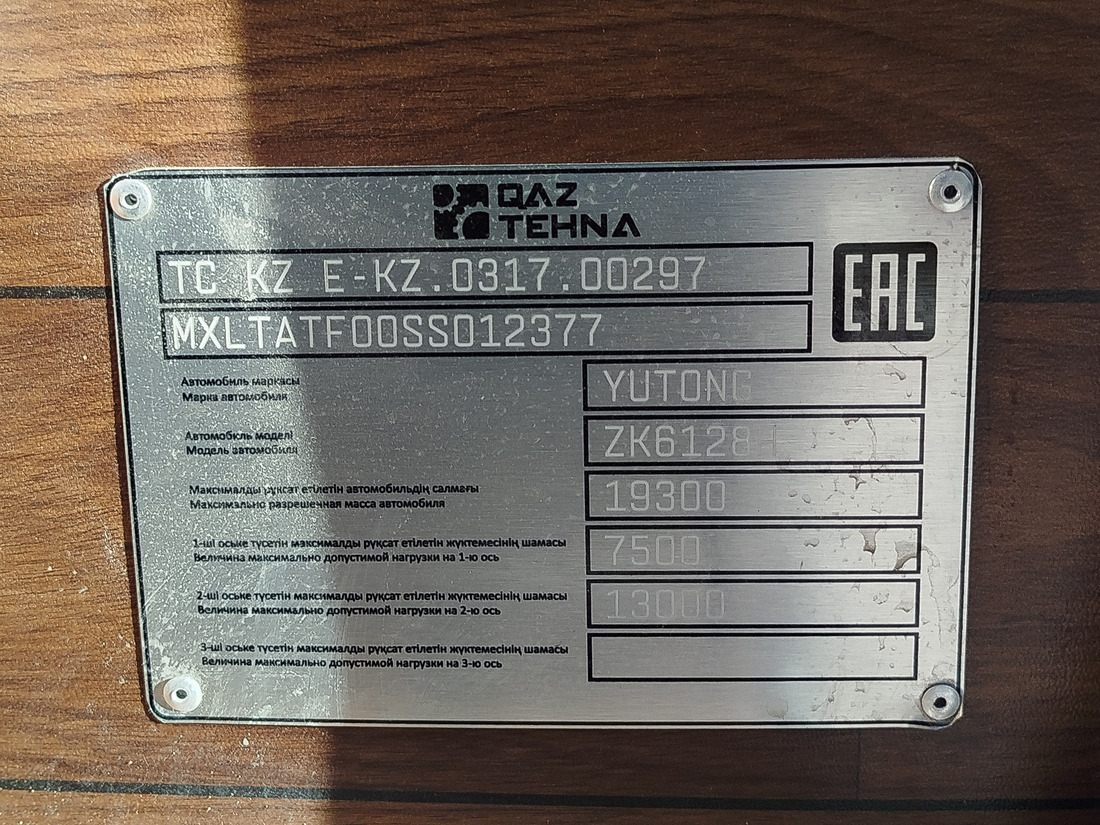 QAZ
TEHNA
TC KZ E-KZ.0317.00297
EAC
MXLTATF00SS012377
Автомобиль маркасы
Марка автомобиля
YUTONG
Автомобкль моделі
Модель автомобиля
ZK6128H
Максималды рұқсат етілетін автомобильдің салмағы
Максимально разрешенная масса автомобиля
19300
1-ші оське түсетін максималды рұқсат етілетін жүктемесінің шамасы
Величина максимально допустимой нагрузки на 1-ю ось
7500
2-ші оське түсетін максималды рұқсат етілетін жүктемесінің шамасы
Величина максимально допустимой нагрузки на 2-ю ось
13000
3-ші оське түсетін максималды рұқсат етілетін жүктемесінің шамасы
Величина максимально допустимой нагрузки на 3-ю ось